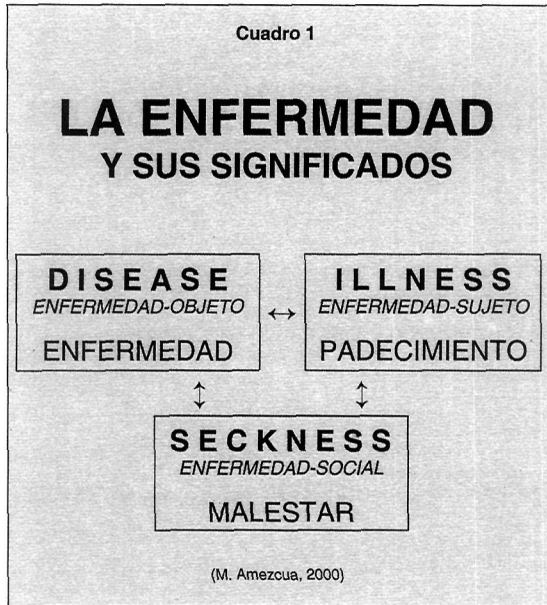 Cuadro 1
LA ENFERMEDAD
Y SUS SIGNIFICADOS
DISEASE
ENFERMEDAD-OBJETO
ENFERMEDAD
↔
ILLNESS
ENFERMEDAD-SUJETO
PADECIMIENTO
↕ ↕
SECKNESS
ENFERMEDAD-SOCIAL
MALESTAR
(M. Amezcua, 2000)